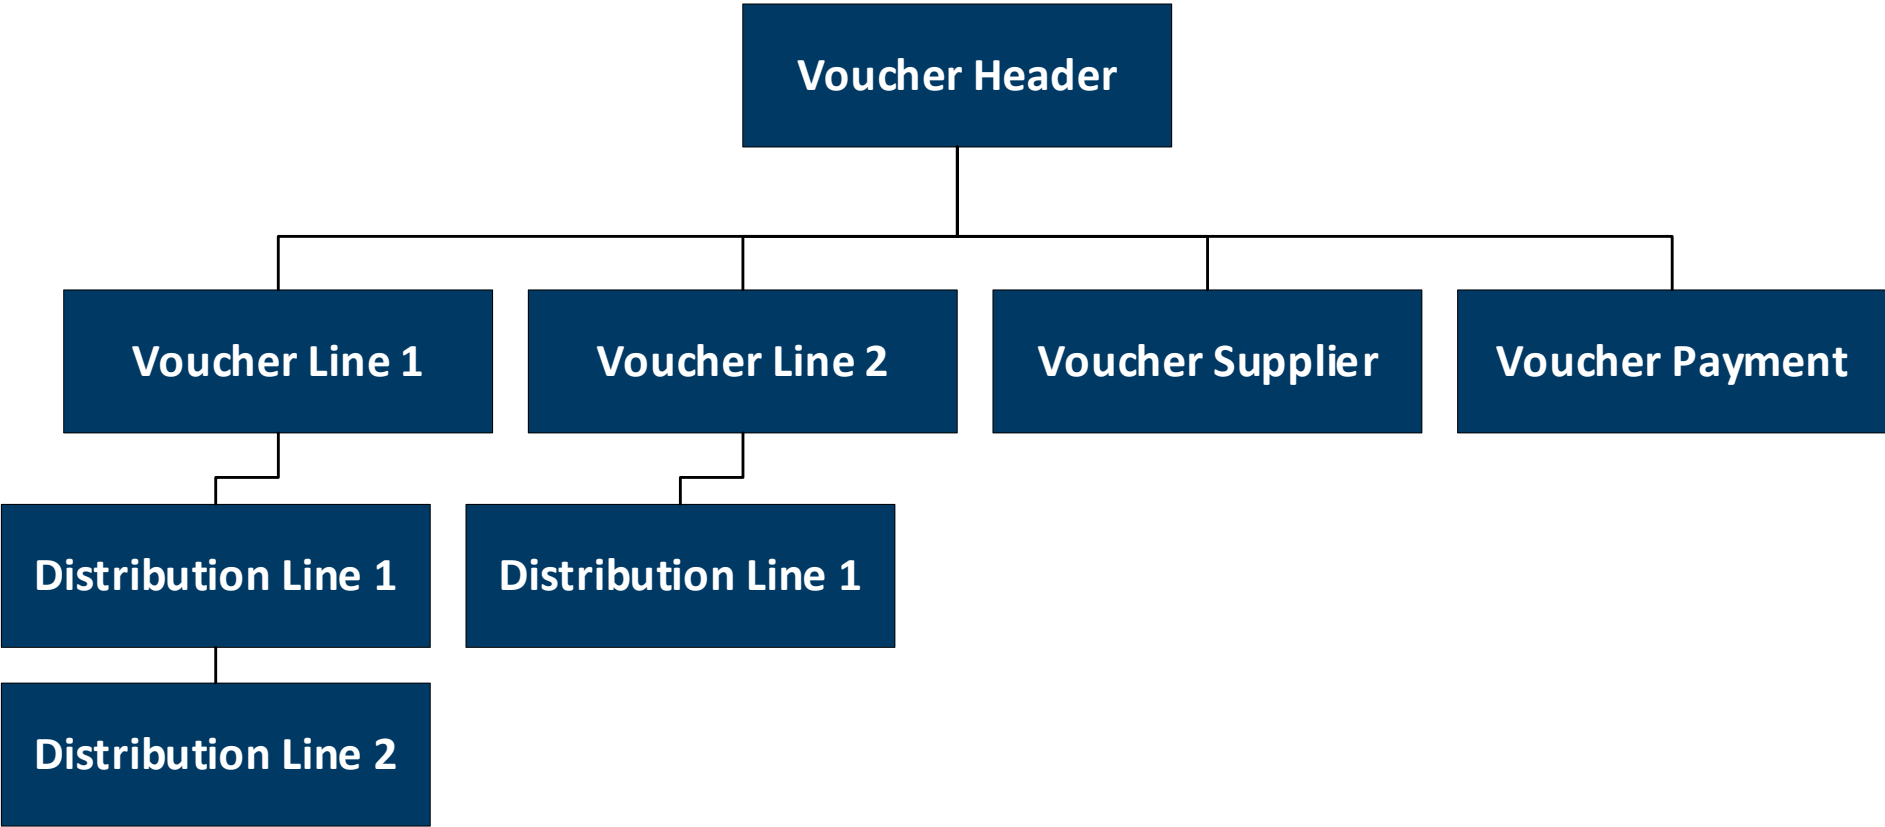 Voucher Header
Voucher Line 1
Voucher Line 2
Voucher Supplier
Voucher Payment
Distribution Line 1
Distribution Line 1
Distribution Line 2